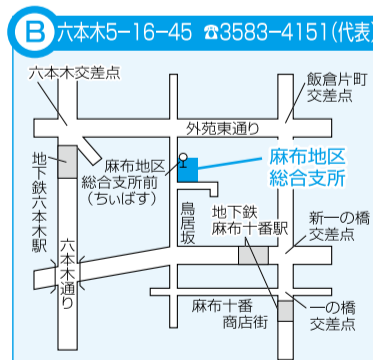 B 六本木5−16−45 ☎3583−4151(代表)
六本木交差点
飯倉片町
交差点
外苑東通り
麻布地区
総合支所前
(ちぃばす)
麻布地区
総合支所
地下鉄六本木駅
鳥居坂
地下鉄
麻布十番駅
新一の橋
交差点
六本木通り
麻布十番
商店街
一の橋
交差点